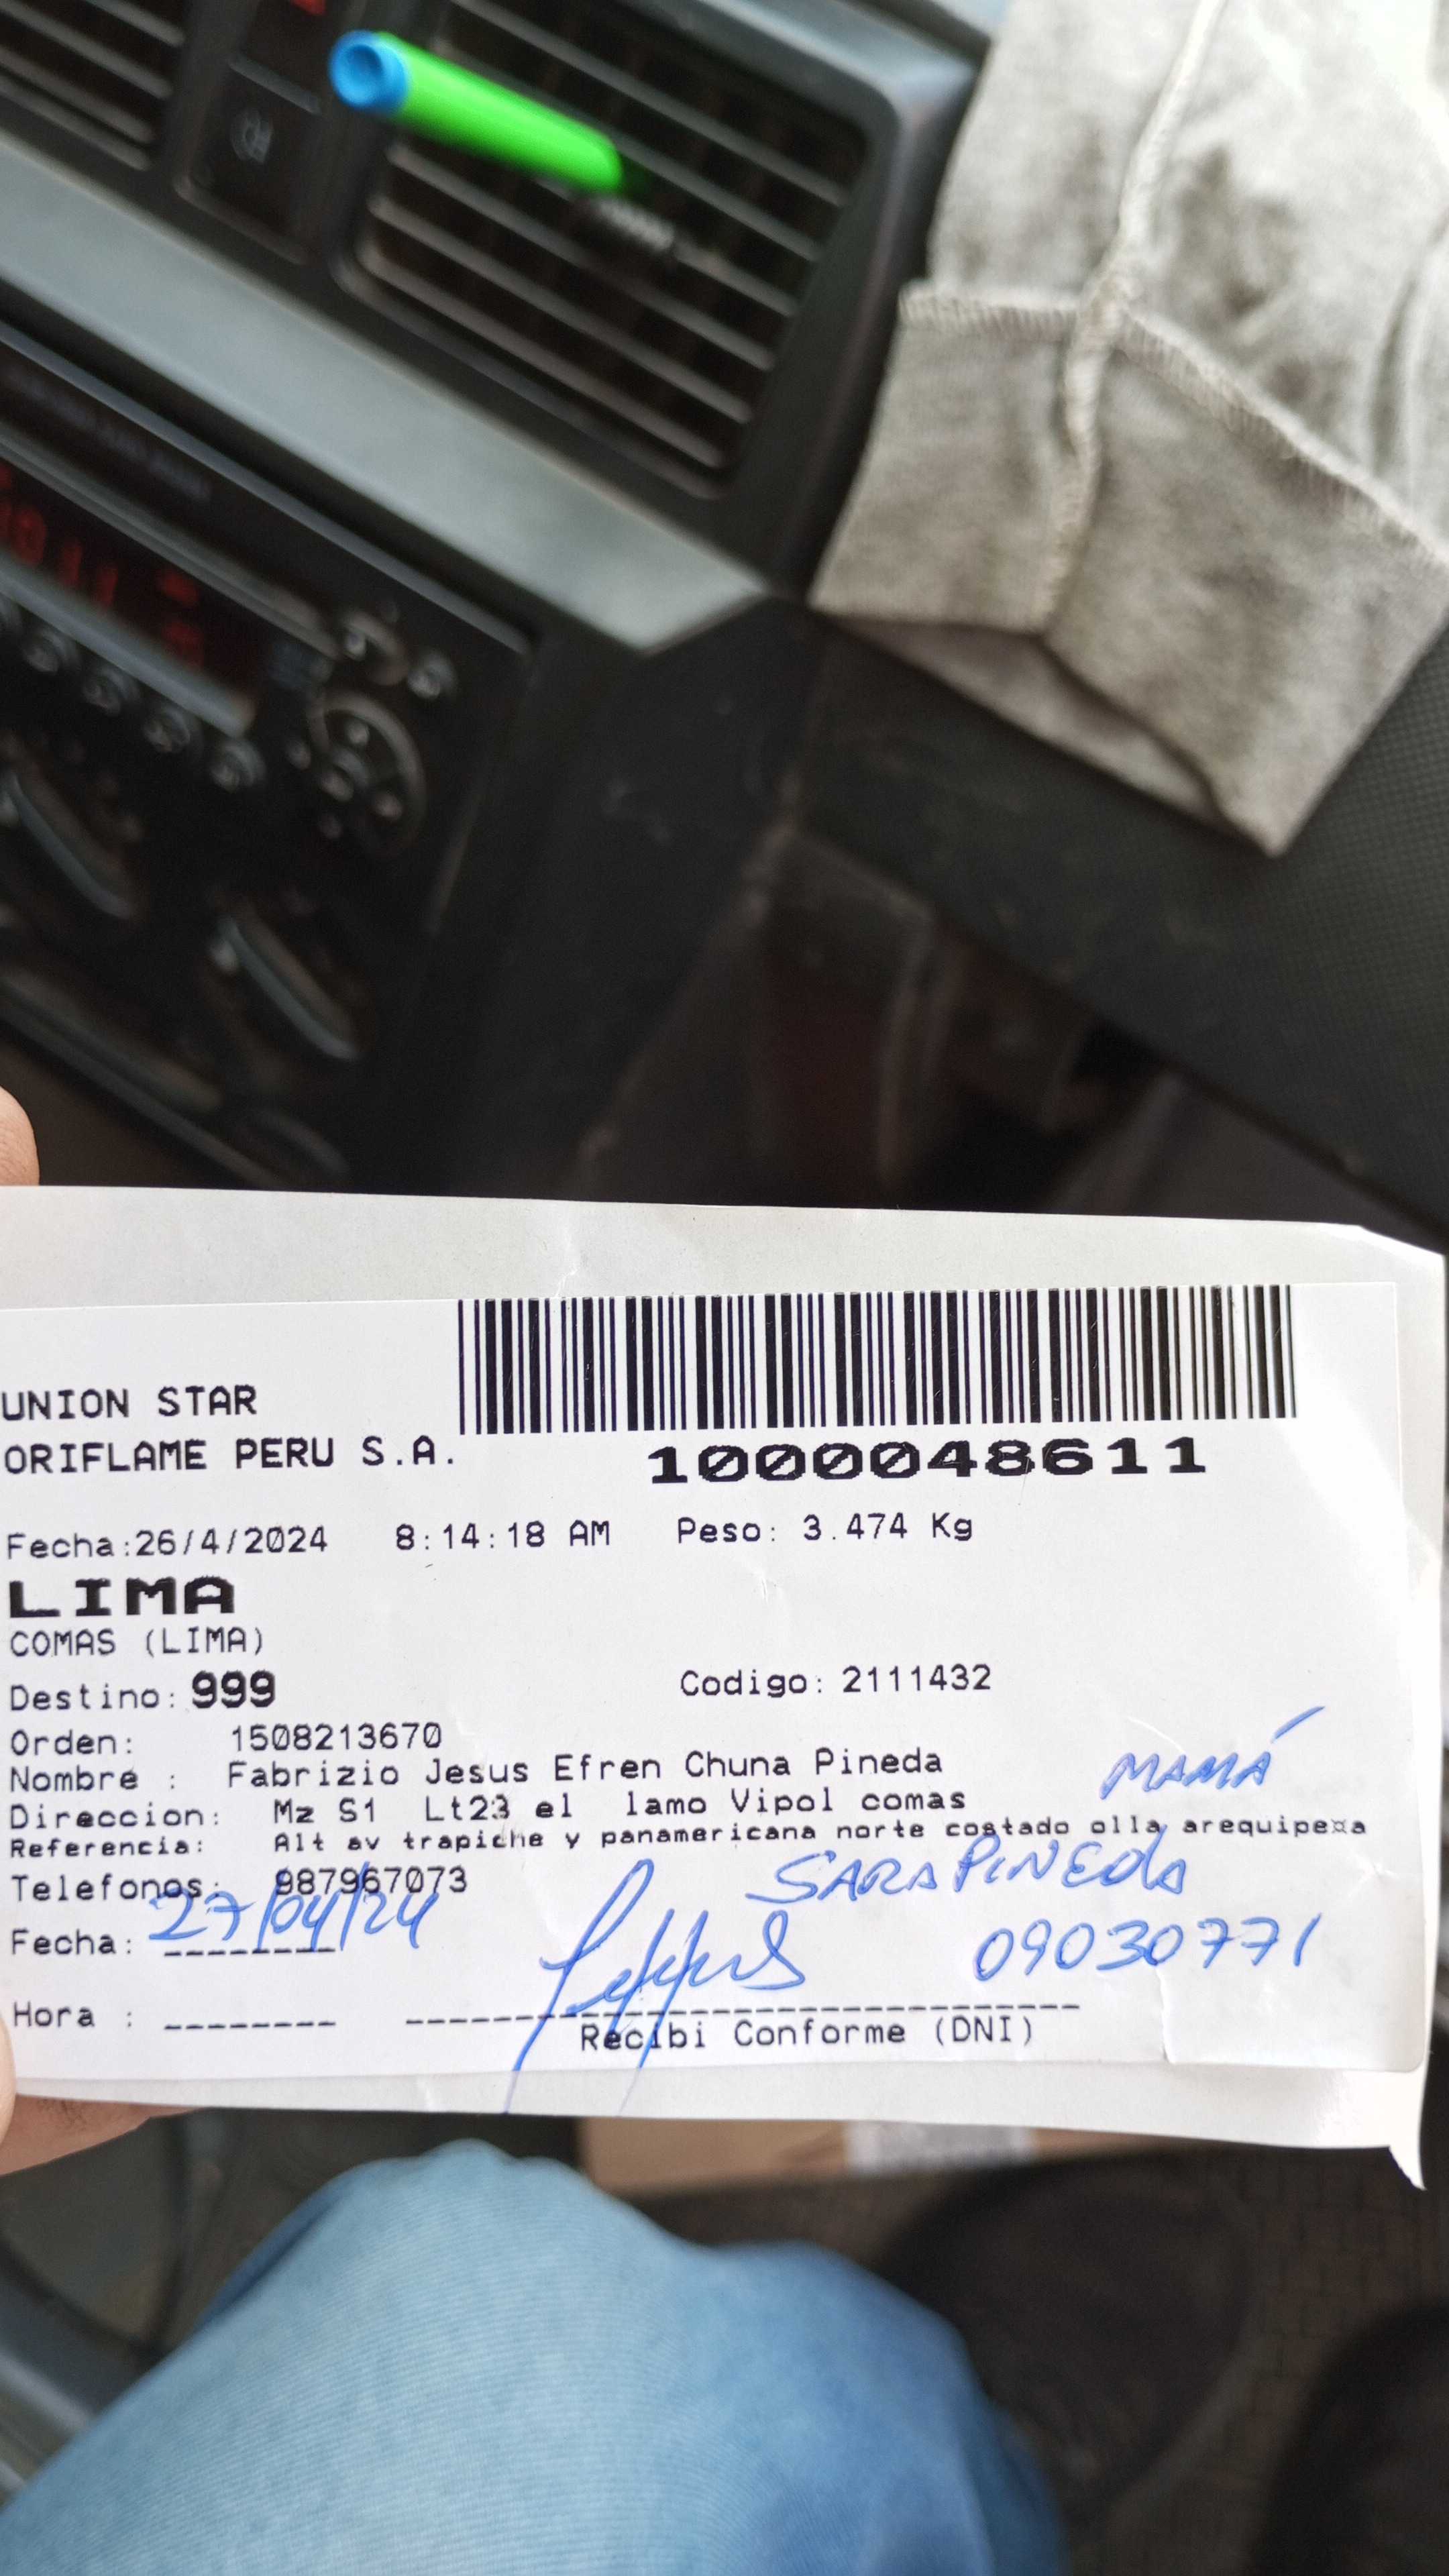 UNION STAR
ORIFLAME PERU S.A.
1000048611
Fecha:26/4/2024 8:14:18 AM Peso: 3.474 Kg
LIMA
COMAS (LIMA)
Destino: 999 Codigo: 2111432
Orden: 1508213670
Nombre : Fabrizio Jesus Efren Chuna Pineda
MAMÁ
Direccion: Mz S1 Lt23 el lamo Vipol comas
Referencia: Alt av trapiche y panamericana norte costado olla arequipe¤a
Telefonos: 987967073
SARA PINEDA
Fecha: 27/04/24
09030771
Hora : --------
Recibi Conforme (DNI)